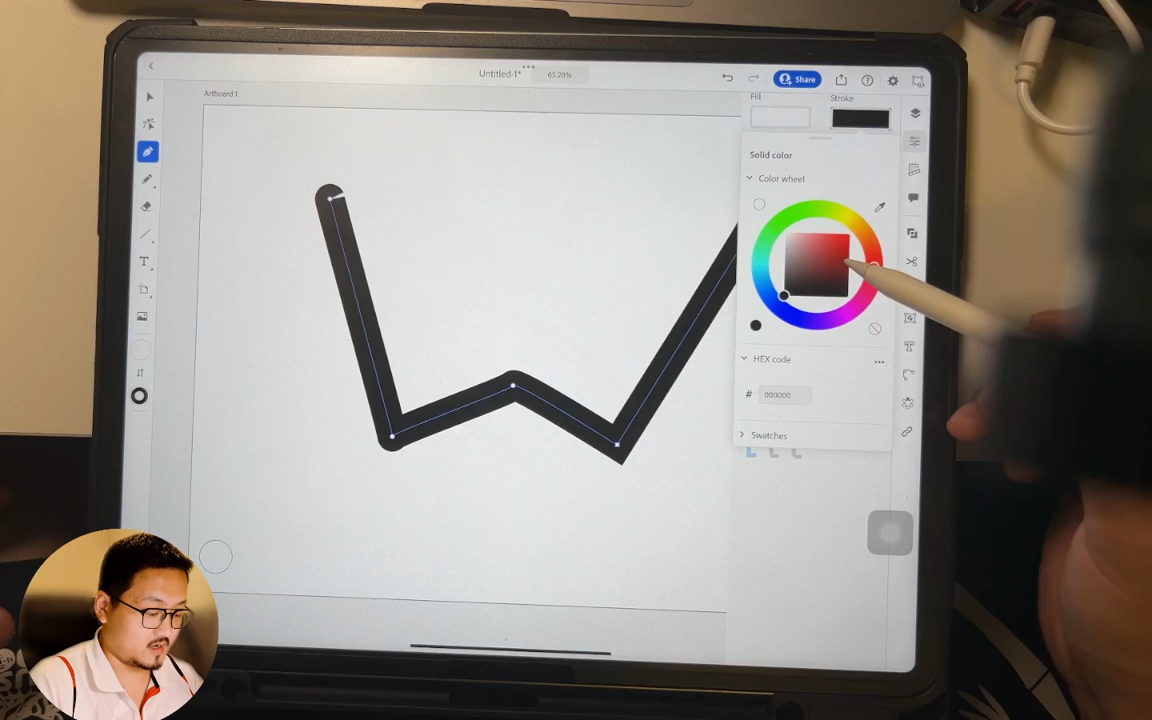 Untitled-1*
61.28%
Share
Artboard 1
Fill
Stroke
Solid color
Color wheel
HEX code
# 000000
Swatches
T